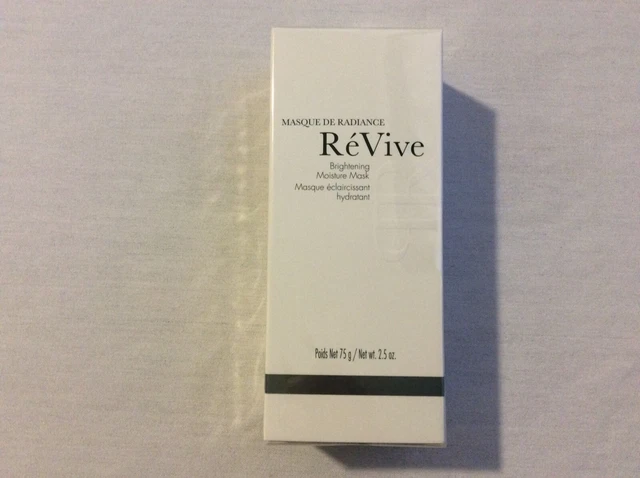 MASQUE DE RADIANCE
RéVive
Brightening
Moisture Mask
Masque éclaircissant
hydratant
Poids Net 75 g / Net wt. 2.5 oz.